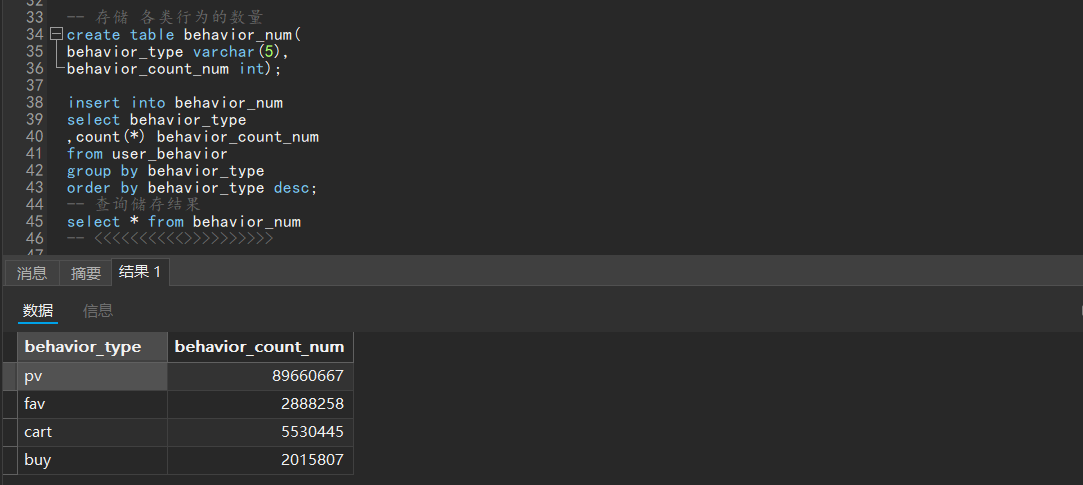 32
33 -- 存储 各类行为的数量
34 create table behavior_num(
35 behavior_type varchar(5),
36 behavior_count_num int);
37
38 insert into behavior_num
39 select behavior_type
40 ,count(*) behavior_count_num
41 from user_behavior
42 group by behavior_type
43 order by behavior_type desc;
44 -- 查询储存结果
45 select * from behavior_num
46 -- <<<<<<<<<<>>>>>>>>>>
47
消息 摘要 结果 1
数据 信息
behavior_type behavior_count_num
pv 89660667
fav 2888258
cart 5530445
buy 2015807